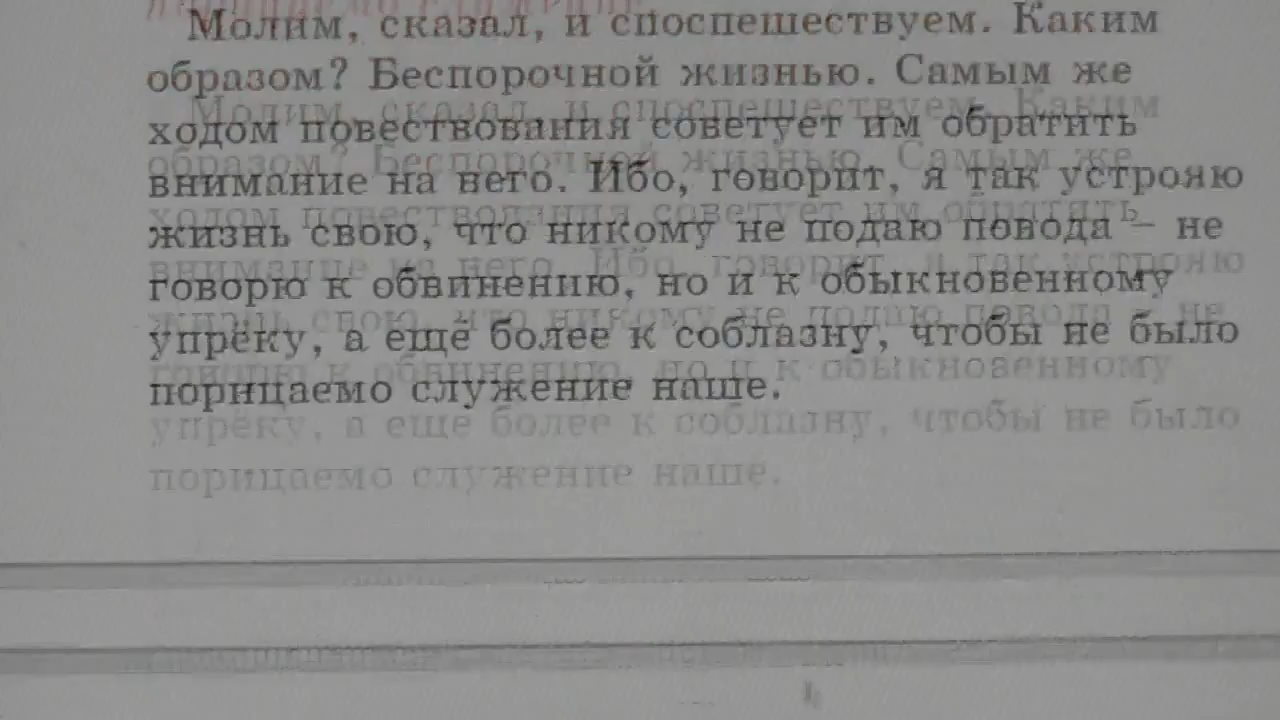 Молим, сказал, и споспешествуем. Каким
образом? Беспорочной жизнью. Самым же
ходом повествования советует им обратить
внимание на него. Ибо, говорит, я так устрояю
жизнь свою, что никому не подаю повода – не
говорю к обвинению, но и к обыкновенному
упрёку, а ещё более к соблазну, чтобы не было
порицаемо служение наше.